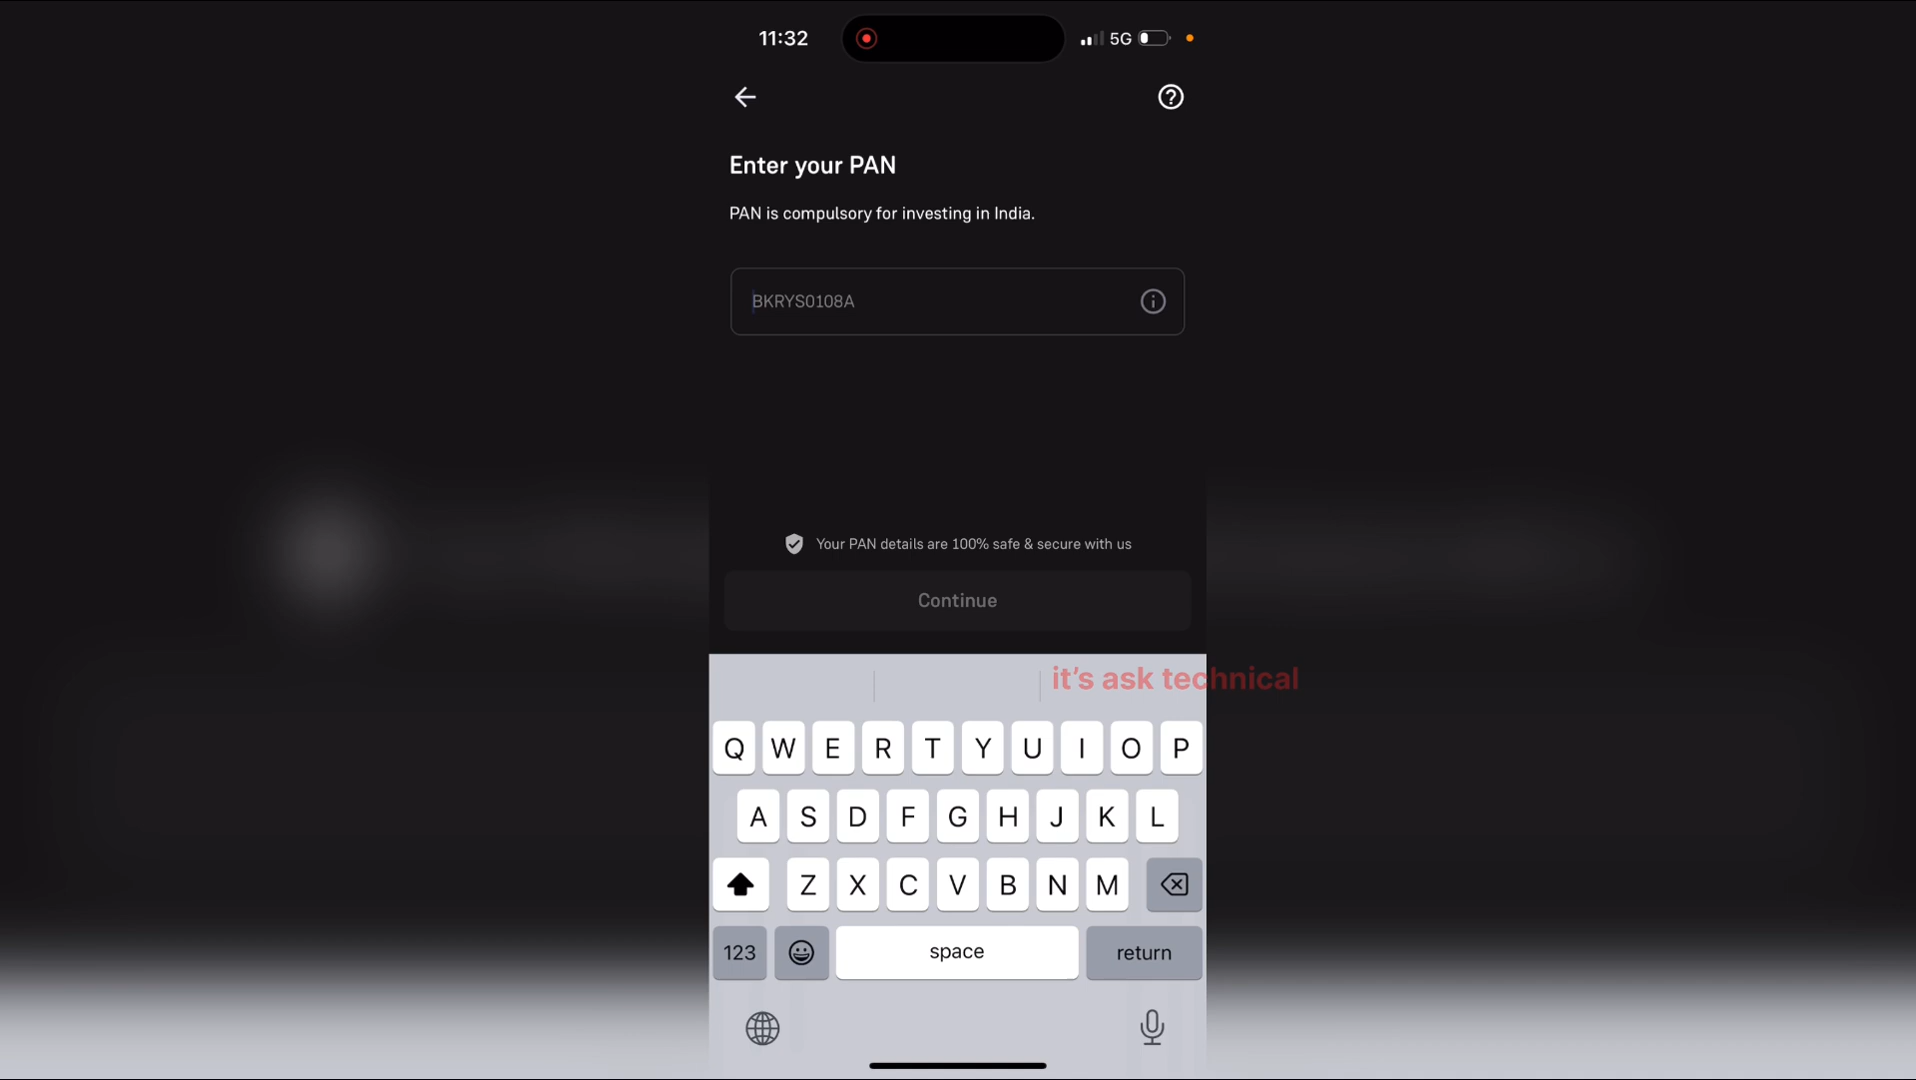 11:32
5G
Enter your PAN
PAN is compulsory for investing in India.
BKRYS0108A
Your PAN details are 100% safe & secure with us
Continue
it’s ask technical
Q W E R T Y U I O P
A S D F G H J K L
Z X C V B N M
123 space return